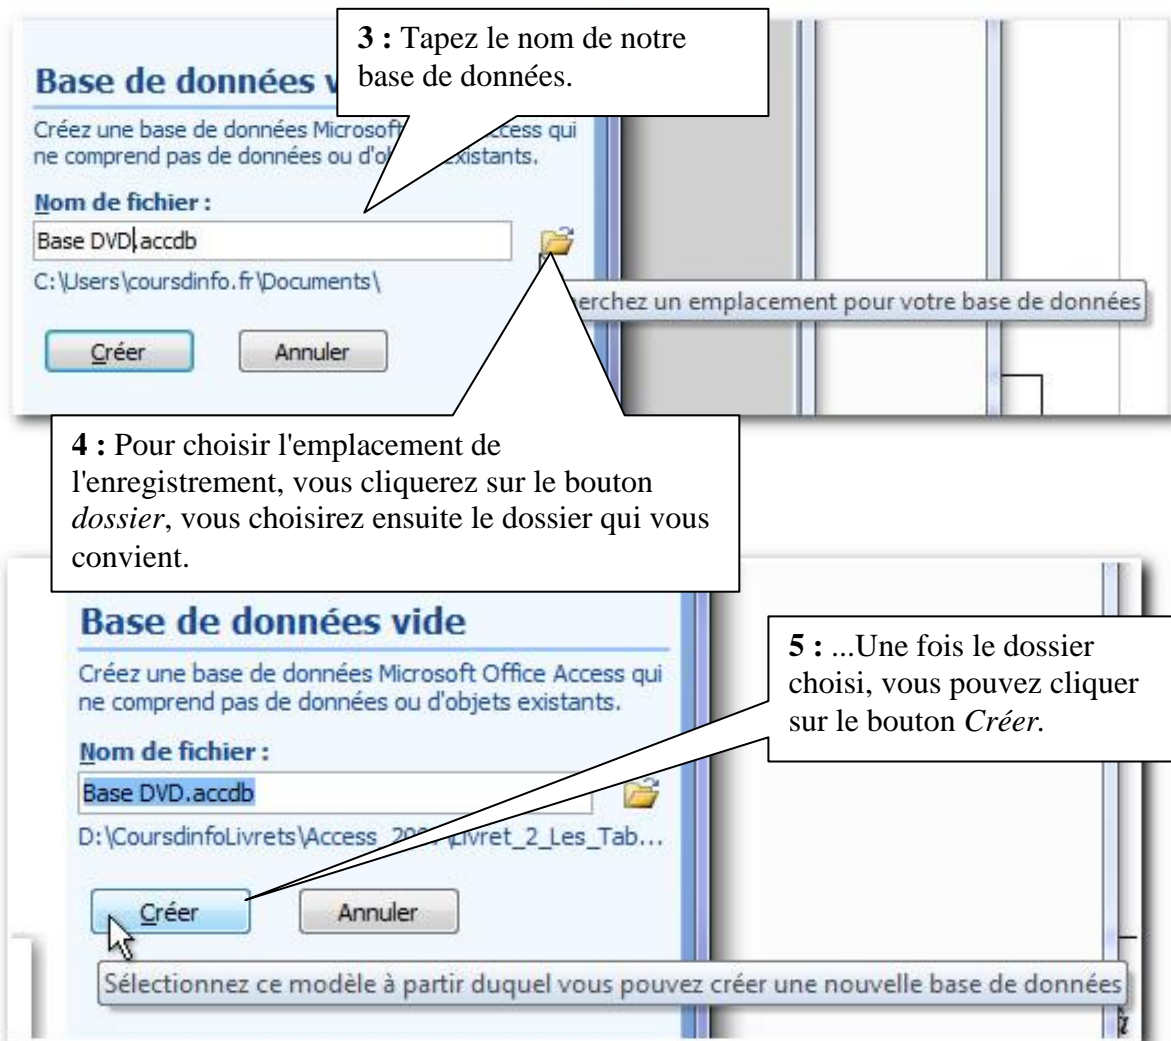 3 : Tapez le nom de notre
base de données.
Base de données v
Créez une base de données Microsoft ccess qui
ne comprend pas de données ou d'o xistants.
Nom de fichier :
Base DVD.accdb
C:\Users\coursdinfo.fr\Documents\
erchez un emplacement pour votre base de données
Créer Annuler
4 : Pour choisir l'emplacement de
l'enregistrement, vous cliquerez sur le bouton
dossier, vous choisirez ensuite le dossier qui vous
convient.
Base de données vide
Créez une base de données Microsoft Office Access qui
ne comprend pas de données ou d'objets existants.
5 : ...Une fois le dossier
choisi, vous pouvez cliquer
sur le bouton Créer.
Nom de fichier :
Base DVD.accdb
D:\CoursdinfoLivrets\Access_200 \Livret_2_Les_Tab...
Créer Annuler
Sélectionnez ce modèle à partir duquel vous pouvez créer une nouvelle base de données